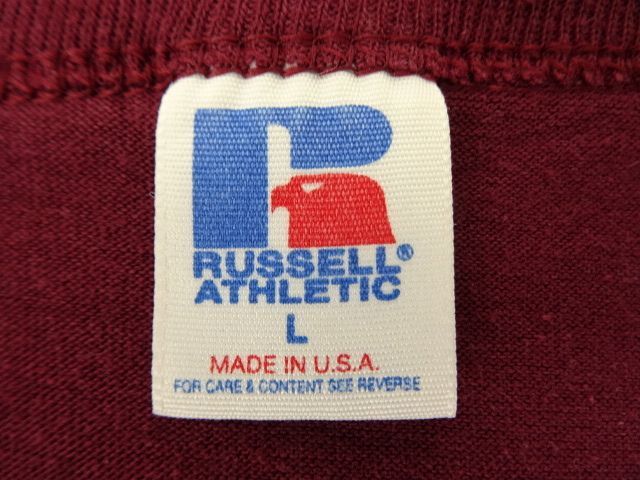 RUSSELL®
ATHLETIC
L
MADE IN U.S.A.
FOR CARE & CONTENT SEE REVERSE